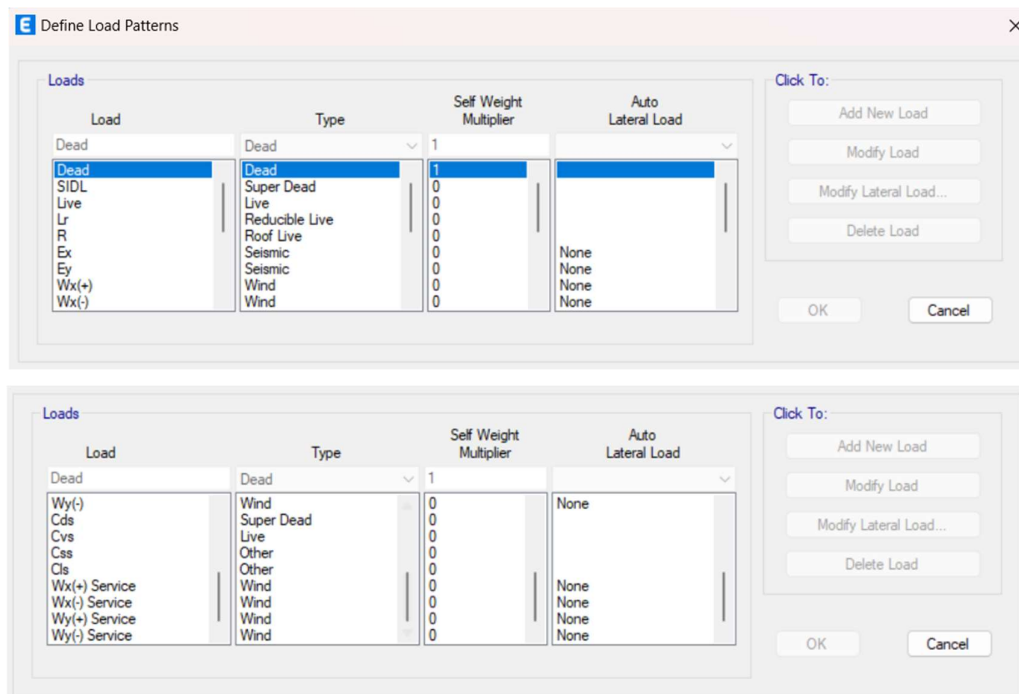 E Define Load Patterns
Loads
Click To:
Load Type Self Weight Multiplier Auto Lateral Load
Add New Load
Dead Dead 1
Modify Load
Dead Dead 1
SIDL Super Dead 0
Live Live 0
Modify Lateral Load...
Lr Reducible Live 0
R Roof Live 0
Delete Load
Ex Seismic 0 None
Ey Seismic 0 None
Wx(+) Wind 0 None
Wx(-) Wind 0 None
OK Cancel
Loads
Click To:
Load Type Self Weight Multiplier Auto Lateral Load
Add New Load
Dead Dead 1
Modify Load
Wy(-) Wind 0 None
Cds Super Dead 0
Cvs Live 0
Modify Lateral Load...
Css Other 0
Cls Other 0
Delete Load
Wx(+) Service Wind 0 None
Wx(-) Service Wind 0 None
Wy(+) Service Wind 0 None
Wy(-) Service Wind 0 None
OK Cancel